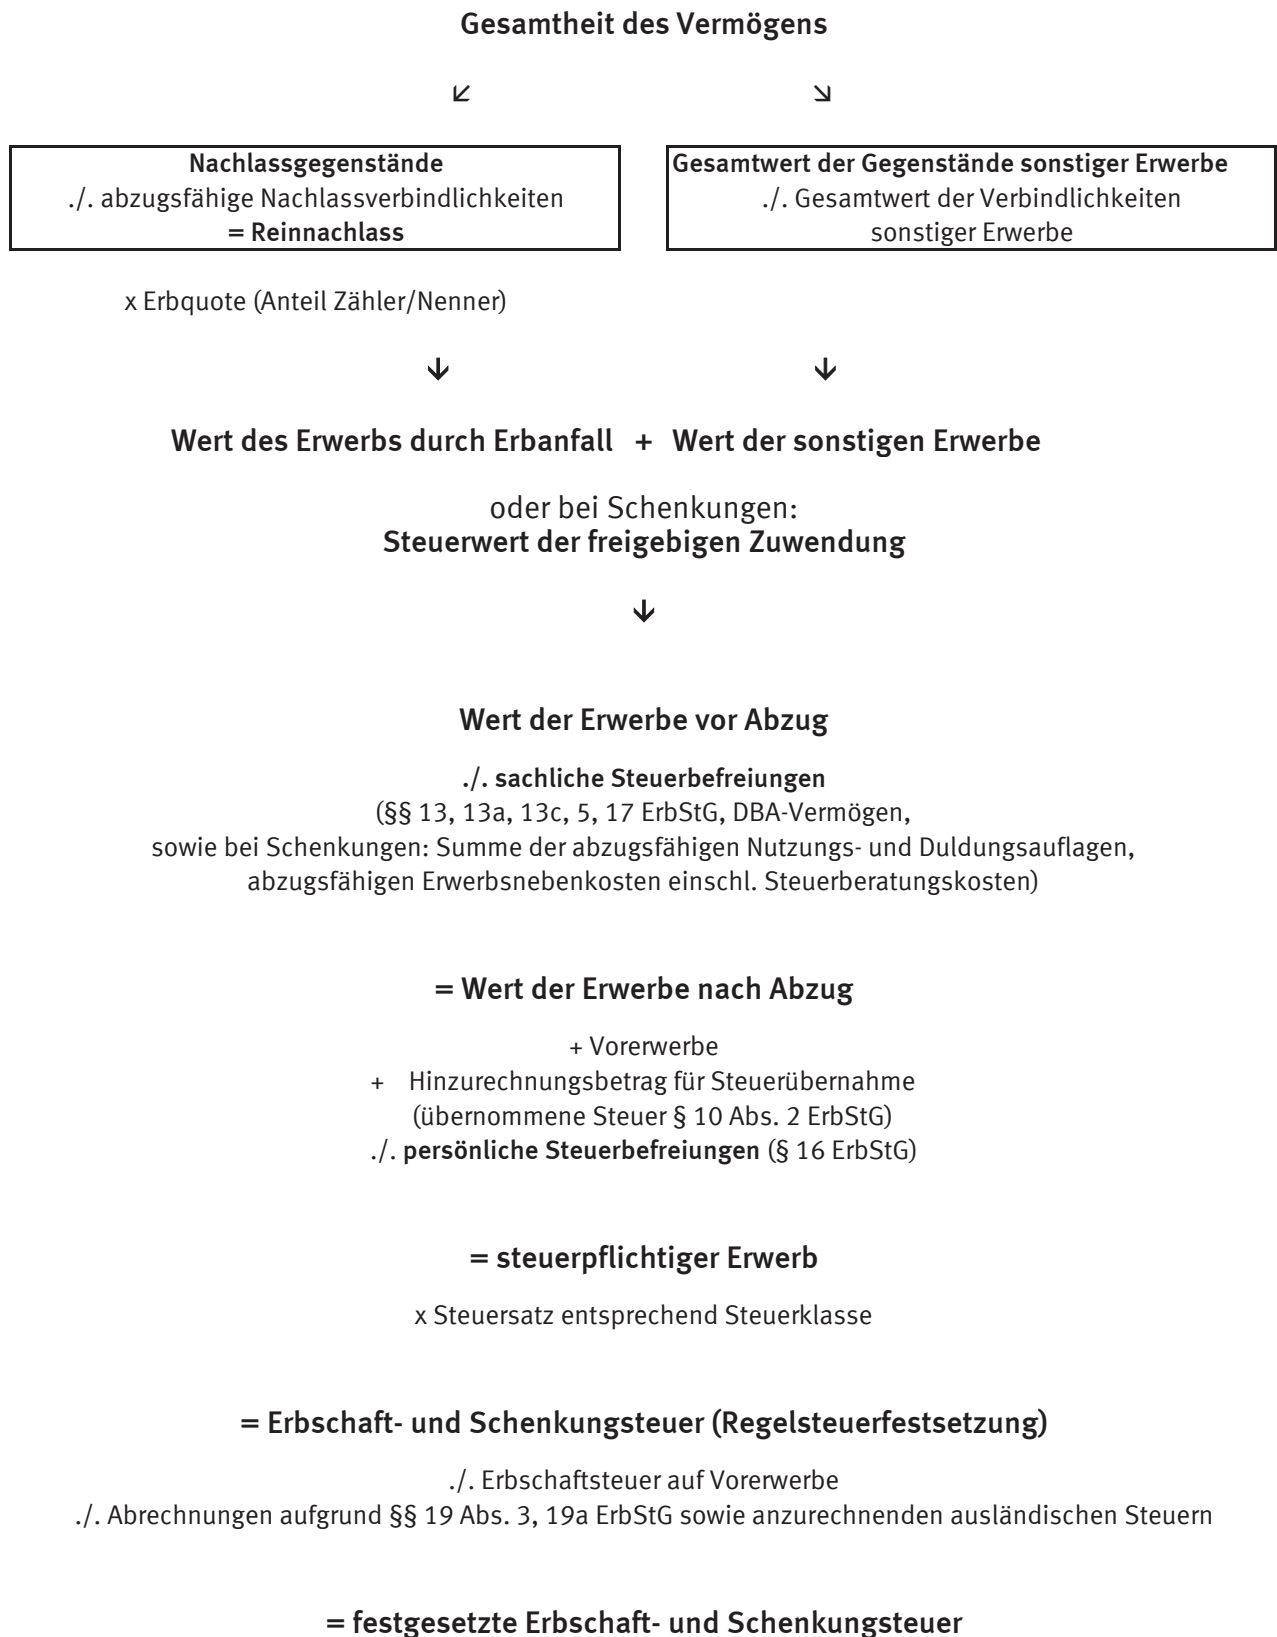 Gesamtheit des Vermögens
↙ ↘
Nachlassgegenstände
./. abzugsfähige Nachlassverbindlichkeiten
= Reinnachlass
Gesamtwert der Gegenstände sonstiger Erwerbe
./. Gesamtwert der Verbindlichkeiten
sonstiger Erwerbe
x Erbquote (Anteil Zähler/Nenner)
↓ ↓
Wert des Erwerbs durch Erbanfall + Wert der sonstigen Erwerbe
oder bei Schenkungen:
Steuerwert der freigebigen Zuwendung
↓
Wert der Erwerbe vor Abzug
./. sachliche Steuerbefreiungen
(§§ 13, 13a, 13c, 5, 17 ErbStG, DBA-Vermögen,
sowie bei Schenkungen: Summe der abzugsfähigen Nutzungs- und Duldungsauflagen,
abzugsfähigen Erwerbsnebenkosten einschl. Steuerberatungskosten)
= Wert der Erwerbe nach Abzug
+ Vorerwerbe
+ Hinzurechnungsbetrag für Steuerübernahme
(übernommene Steuer § 10 Abs. 2 ErbStG)
./. persönliche Steuerbefreiungen (§ 16 ErbStG)
= steuerpflichtiger Erwerb
x Steuersatz entsprechend Steuerklasse
= Erbschaft- und Schenkungsteuer (Regelsteuerfestsetzung)
./. Erbschaftsteuer auf Vorerwerbe
./. Abrechnungen aufgrund §§ 19 Abs. 3, 19a ErbStG sowie anzurechnenden ausländischen Steuern
= festgesetzte Erbschaft- und Schenkungsteuer